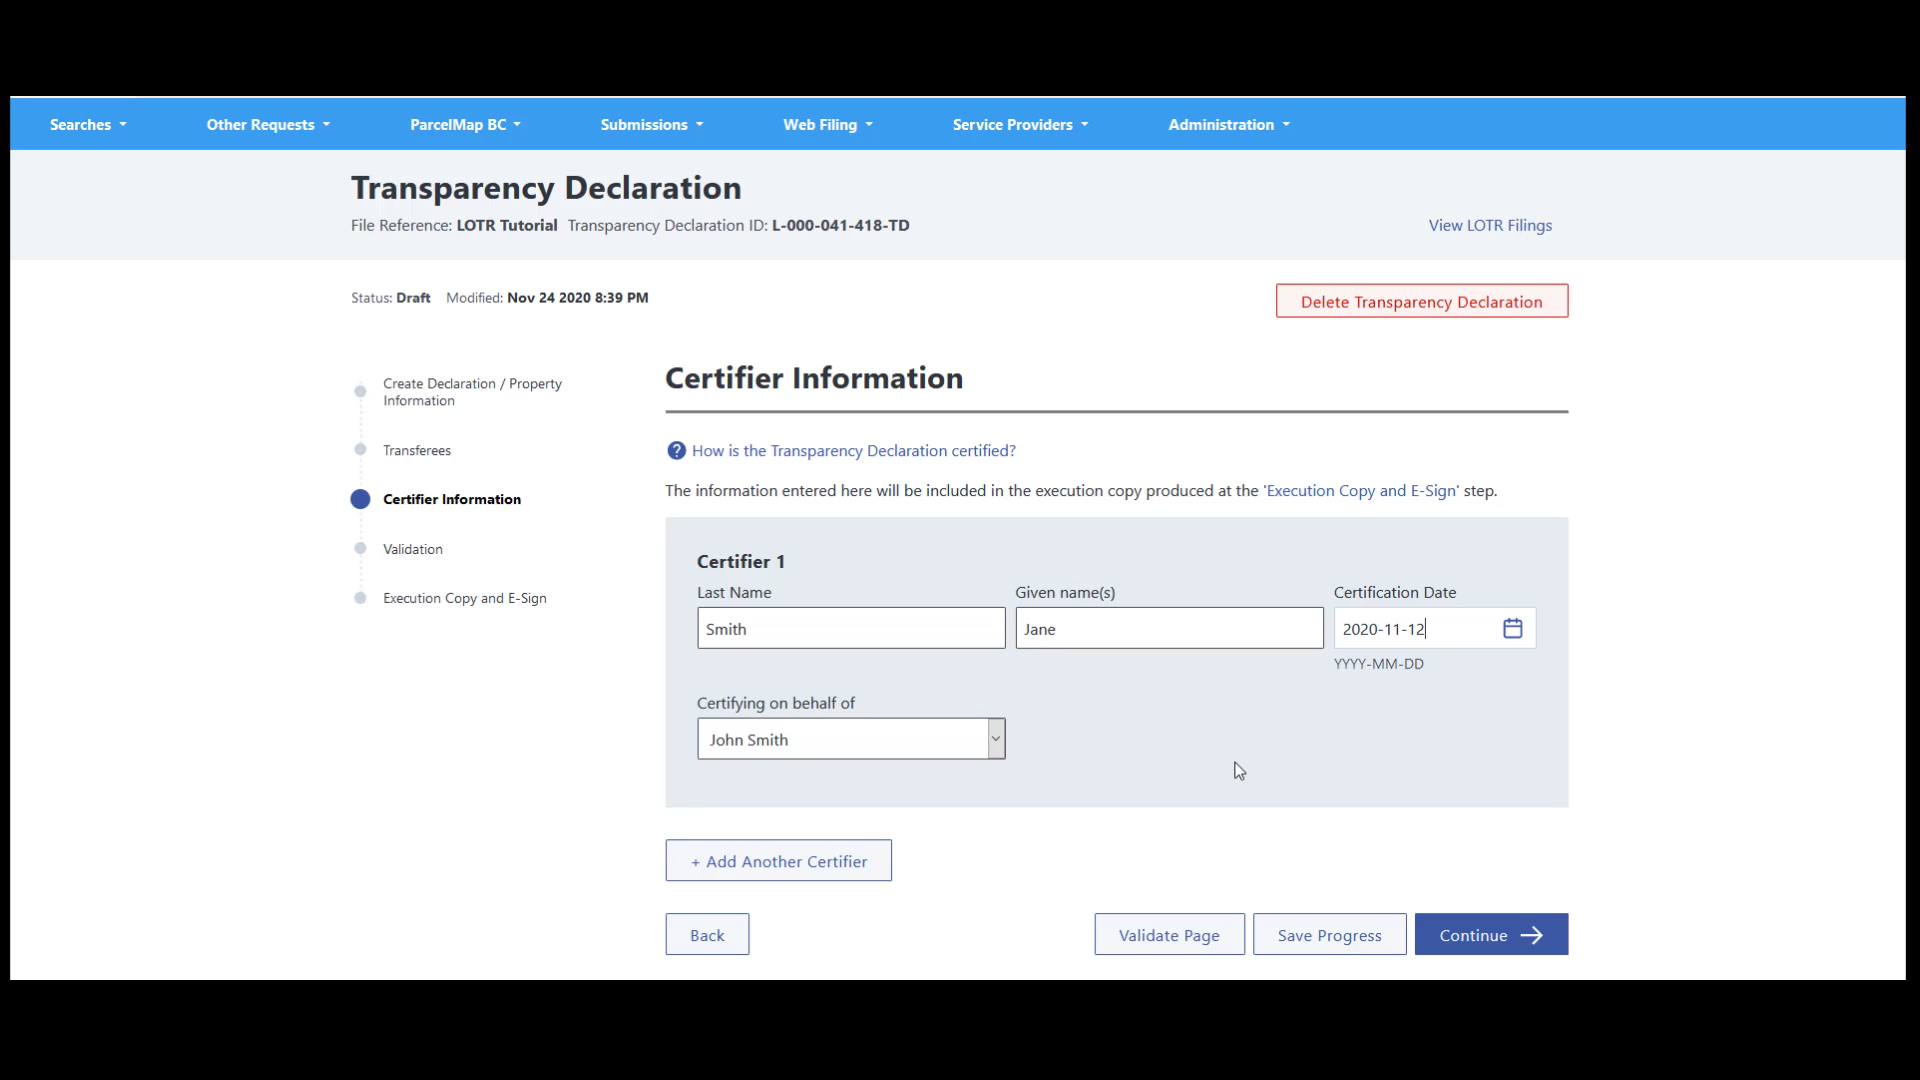 Searches Other Requests ParcelMap BC Submissions Web Filing Service Providers Administration
Transparency Declaration
File Reference: LOTR Tutorial Transparency Declaration ID: L-000-041-418-TD
View LOTR Filings
Status: Draft Modified: Nov 24 2020 8:39 PM
Delete Transparency Declaration
Create Declaration / Property
Information
Transferees
Certifier Information
Validation
Execution Copy and E-Sign
Certifier Information
? How is the Transparency Declaration certified?
The information entered here will be included in the execution copy produced at the 'Execution Copy and E-Sign' step.
Certifier 1
Last Name Given name(s) Certification Date
Smith Jane 2020-11-12
YYYY-MM-DD
Certifying on behalf of
John Smith
+ Add Another Certifier
Back Validate Page Save Progress Continue